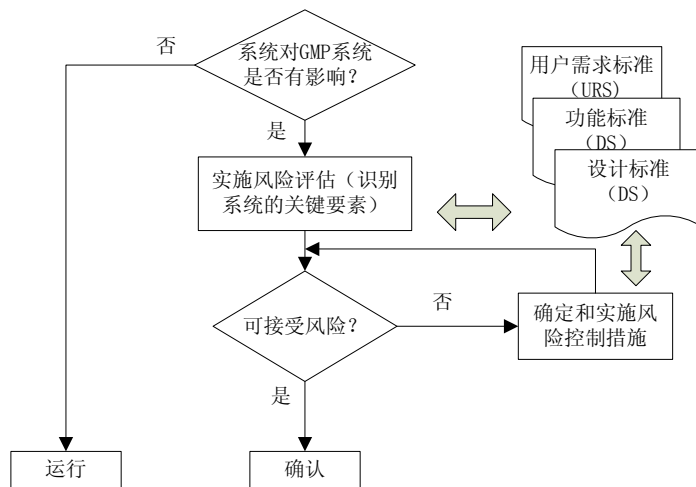 否
系统对GMP系统
是否有影响？
用户需求标准
（URS）
功能标准
（DS）
设计标准
（DS）
是
实施风险评估（识别
系统的关键要素）
可接受风险？
否
确定和实施风
险控制措施
是
运行
确认